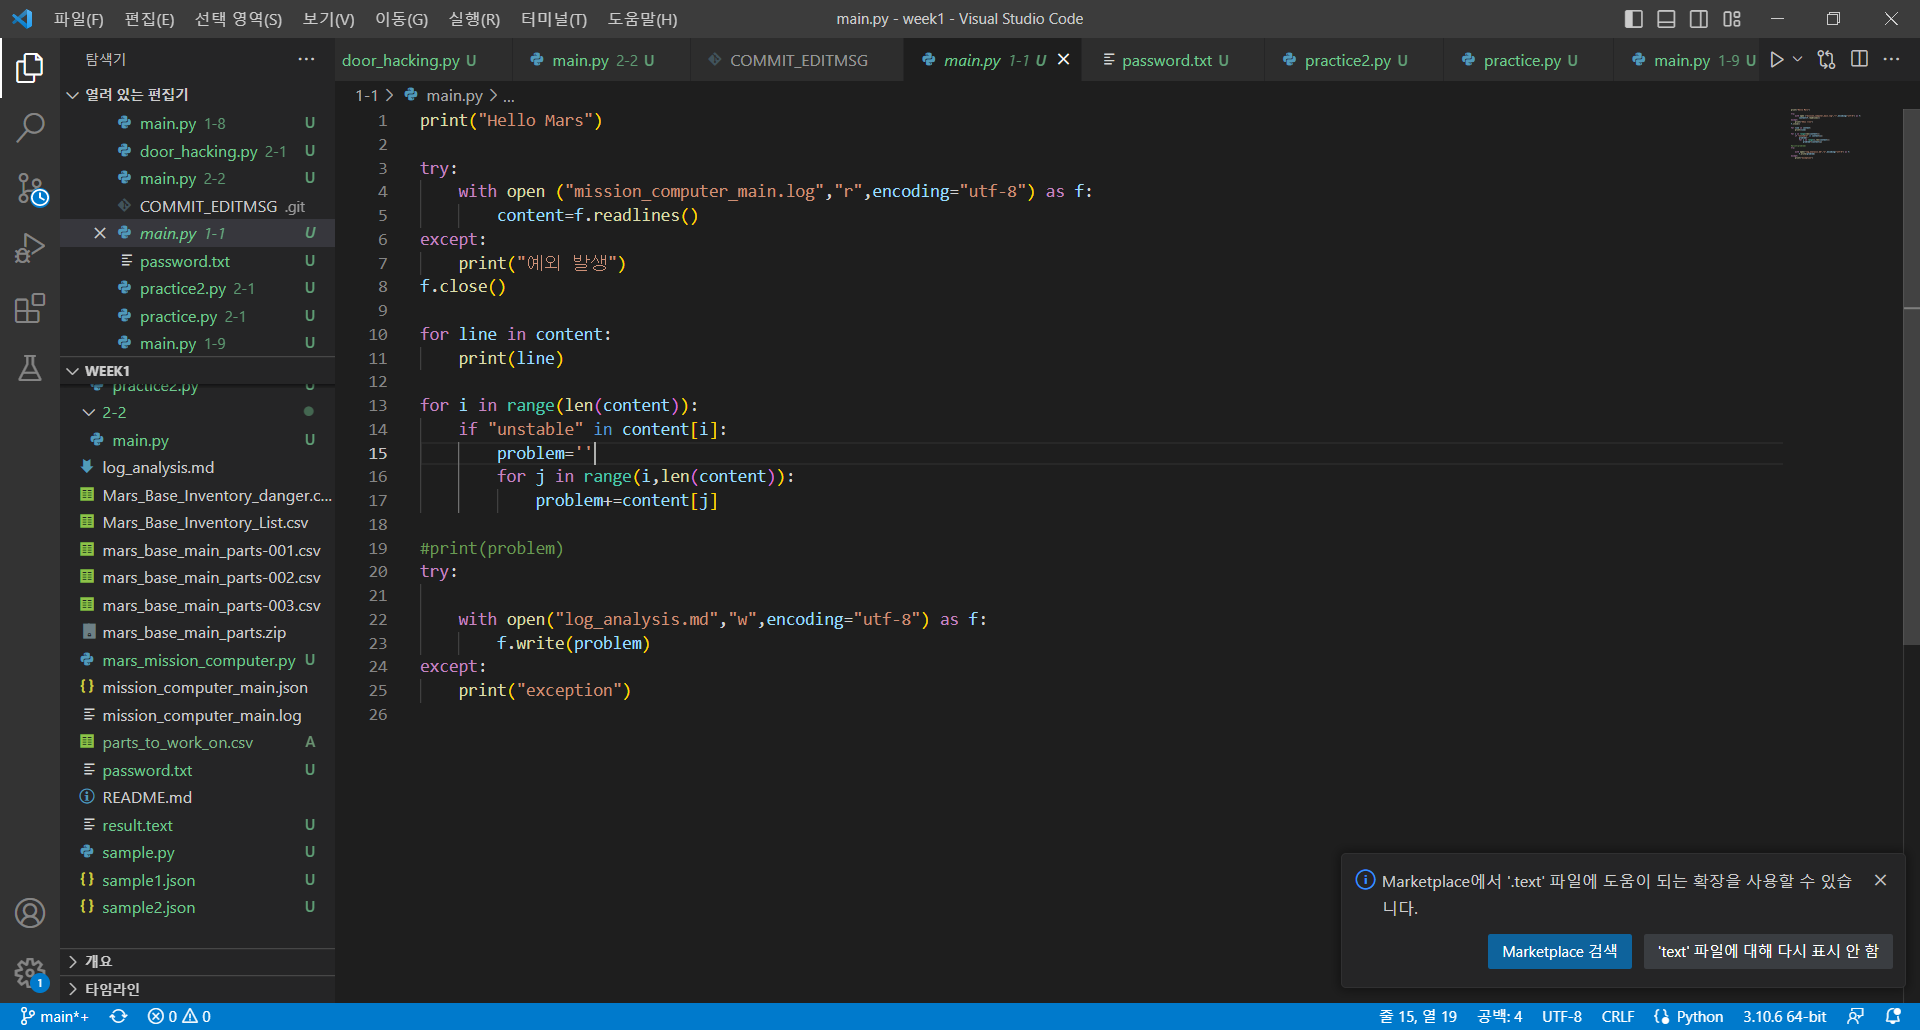 파일(F) 편집(E) 선택 영역(S) 보기(V) 이동(G) 실행(R) 터미널(T) 도움말(H)
main.py - week1 - Visual Studio Code
탐색기
열려 있는 편집기
main.py 1-8 U
door_hacking.py 2-1 U
main.py 2-2 U
COMMIT_EDITMSG .git
main.py 1-1 U
password.txt U
practice2.py 2-1 U
practice.py 2-1 U
main.py 1-9 U
WEEK1
practice2.py U
2-2
main.py U
log_analysis.md
Mars_Base_Inventory_danger.c...
Mars_Base_Inventory_List.csv
mars_base_main_parts-001.csv
mars_base_main_parts-002.csv
mars_base_main_parts-003.csv
mars_base_main_parts.zip
mars_mission_computer.py U
mission_computer_main.json
mission_computer_main.log
parts_to_work_on.csv A
password.txt U
README.md
result.text U
sample.py U
sample1.json U
sample2.json U
개요
타임라인
door_hacking.py U main.py 2-2 U COMMIT_EDITMSG main.py 1-1 U password.txt U practice2.py U practice.py U main.py 1-9 U
1-1 > main.py > ...
1 print("Hello Mars")
2
3 try:
4 with open ("mission_computer_main.log","r",encoding="utf-8") as f:
5 content=f.readlines()
6 except:
7 print("예외 발생")
8 f.close()
9
10 for line in content:
11 print(line)
12
13 for i in range(len(content)):
14 if "unstable" in content[i]:
15 problem=''
16 for j in range(i,len(content)):
17 problem+=content[j]
18
19 #print(problem)
20 try:
21
22 with open("log_analysis.md","w",encoding="utf-8") as f:
23 f.write(problem)
24 except:
25 print("exception")
26
Marketplace에서 '.text' 파일에 도움이 되는 확장을 사용할 수 있습
니다.
Marketplace 검색 'text' 파일에 대해 다시 표시 안 함
1
main*+ 0 0 줄 15, 열 19 공백: 4 UTF-8 CRLF Python 3.10.6 64-bit